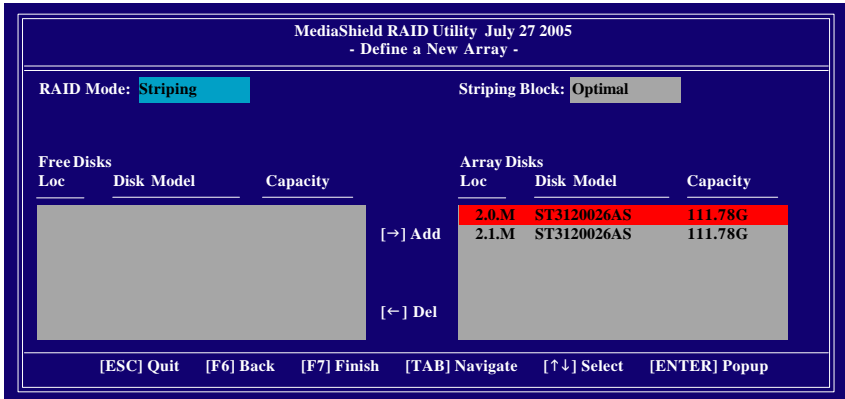 MediaShield RAID Utility July 27 2005
- Define a New Array -
RAID Mode: Striping Striping Block: Optimal
Free Disks Array Disks
Loc Disk Model Capacity Loc Disk Model Capacity
2.0.M ST3120026AS 111.78G
[→] Add 2.1.M ST3120026AS 111.78G
[←] Del
[ESC] Quit [F6] Back [F7] Finish [TAB] Navigate [↑↓] Select [ENTER] Popup